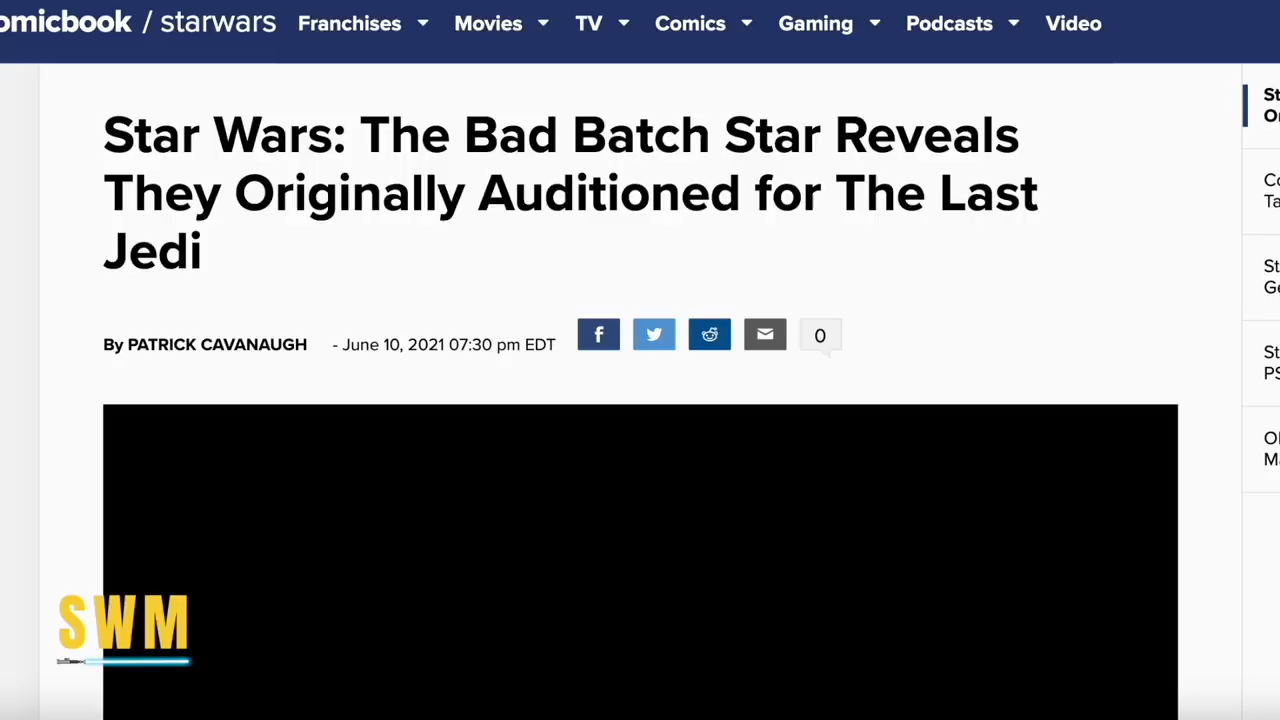 omicbook / starwars Franchises Movies TV Comics Gaming Podcasts Video
Star Wars: The Bad Batch Star Reveals
They Originally Auditioned for The Last
Jedi
By PATRICK CAVANAUGH - June 10, 2021 07:30 pm EDT
0
SWM